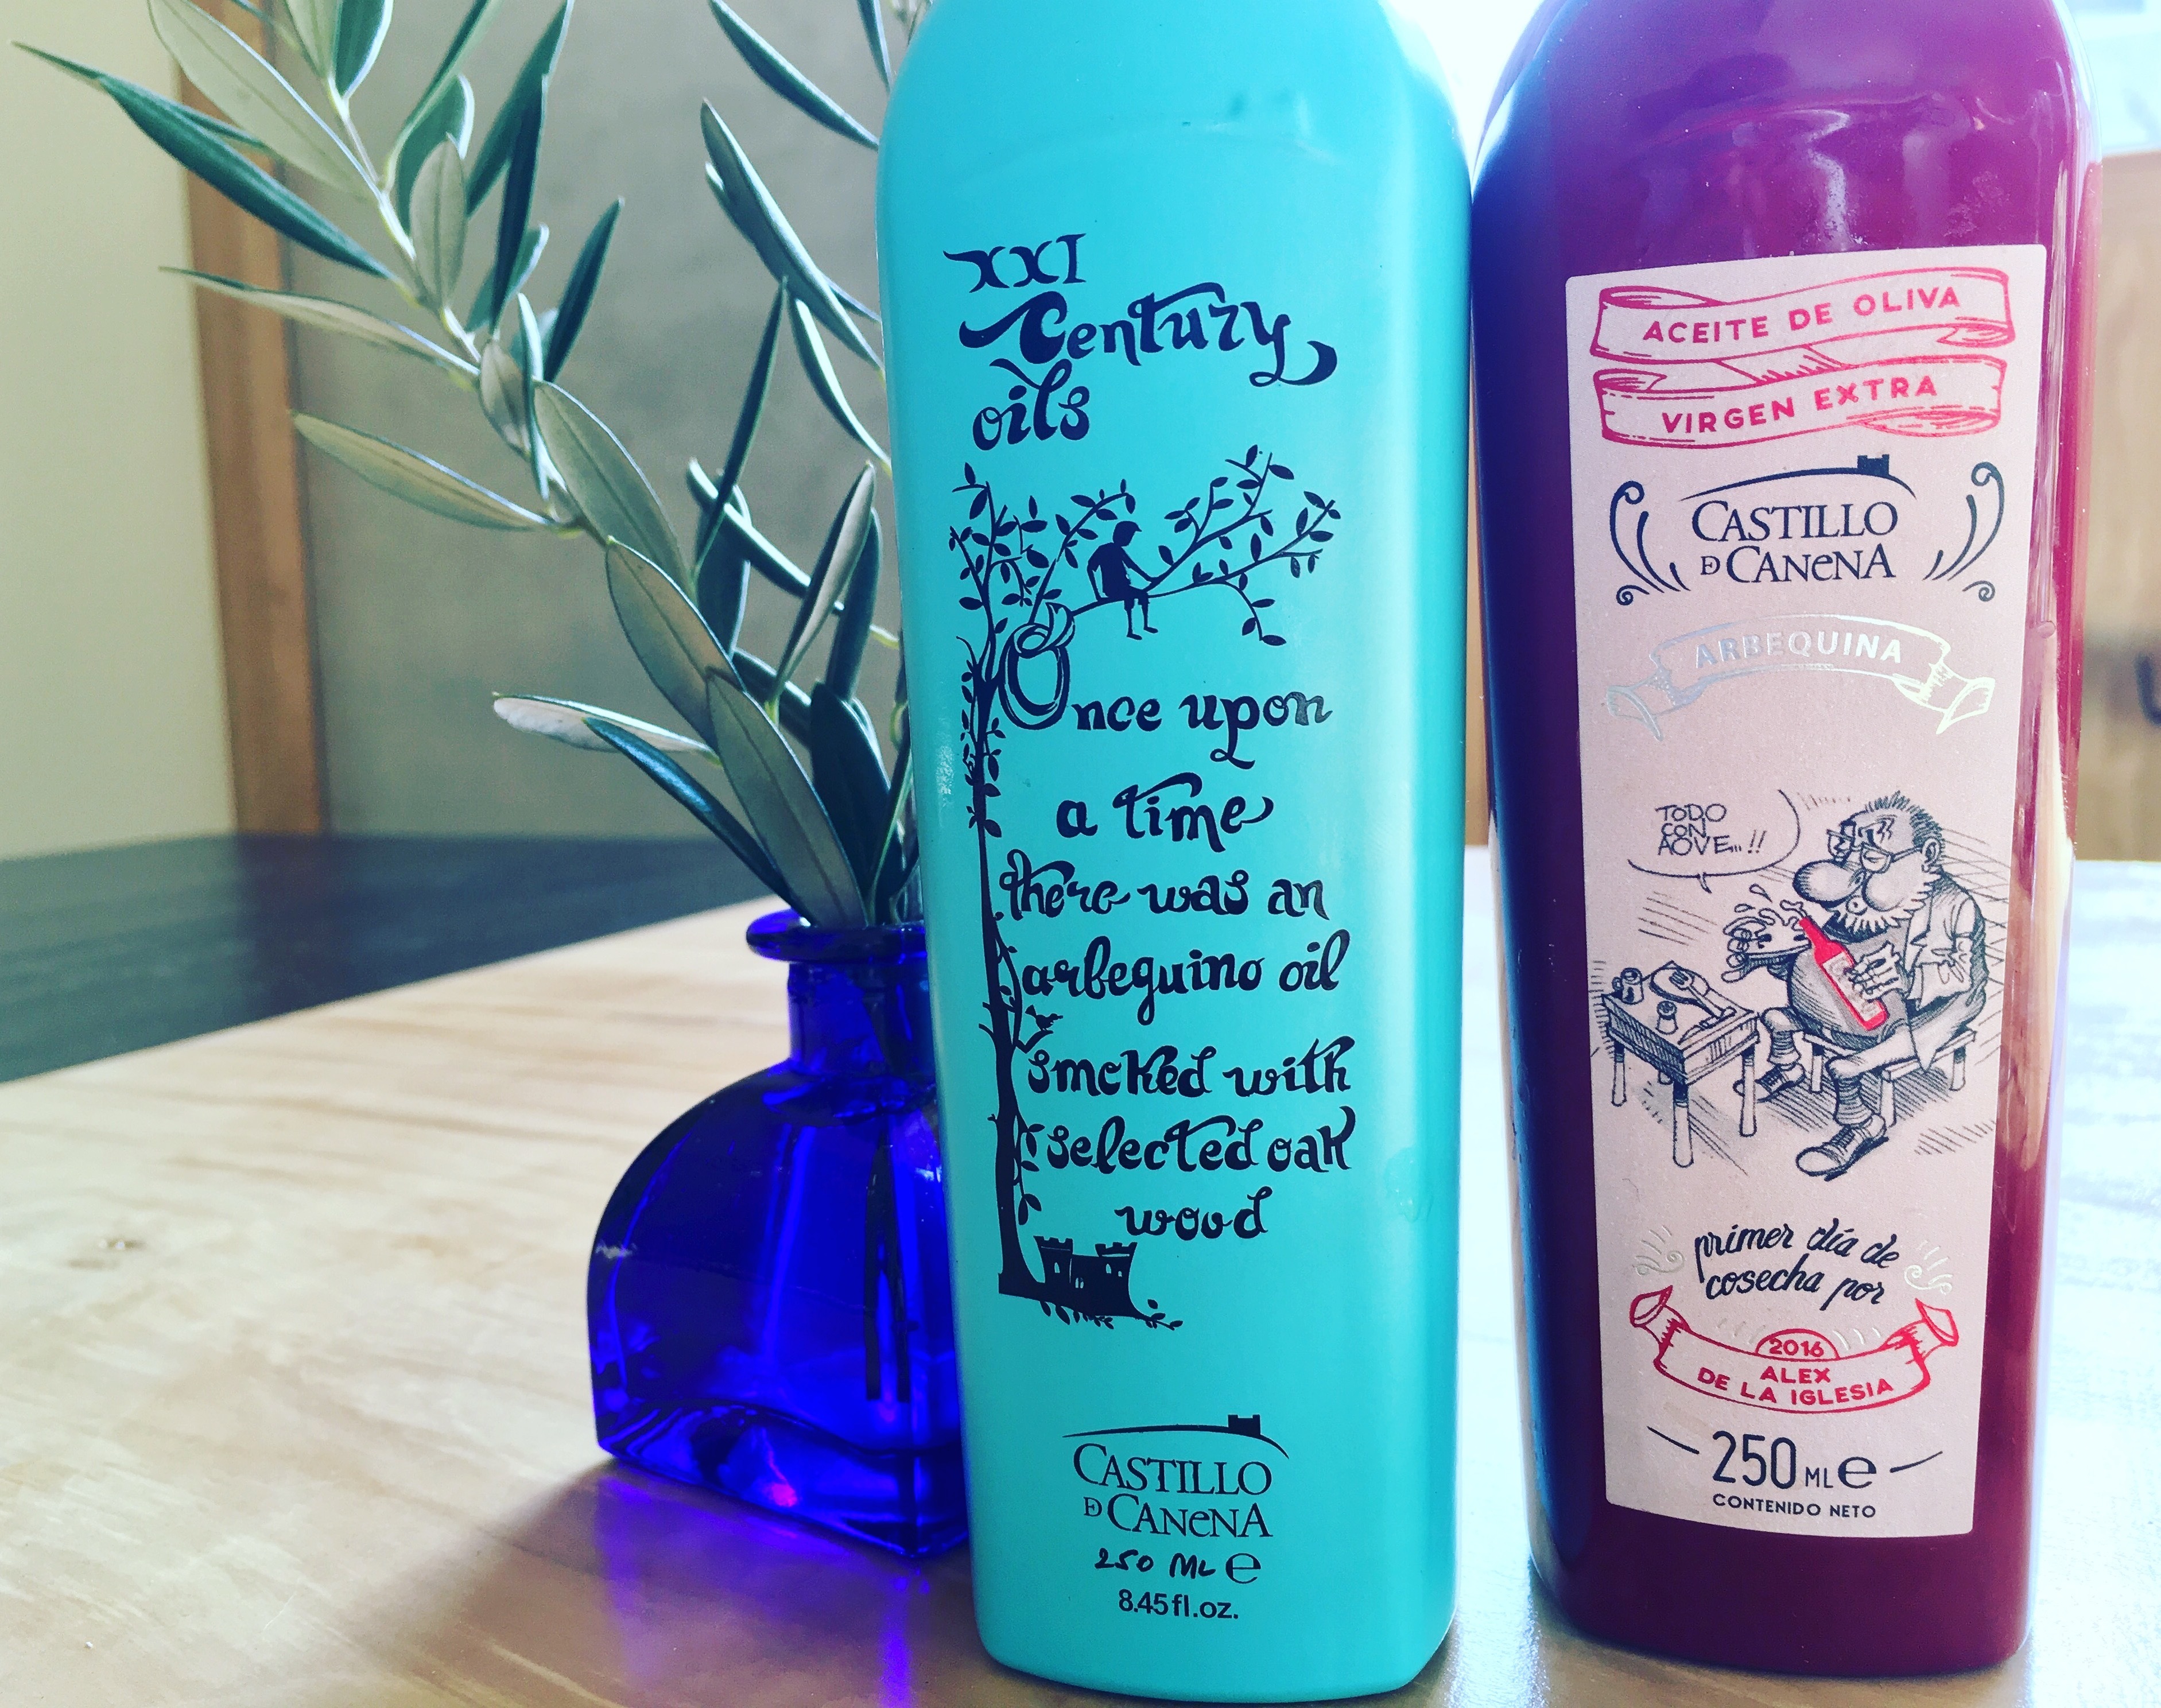 XXI
Century
oils
Once upon
a time
there was an
arbequino oil
smoked with
selected oak
wood
CASTILLO
DE CANENA
250 ML e
8.45 fl.oz.
ACEITE DE OLIVA
VIRGEN EXTRA
CASTILLO
DE CANENA
ARBEQUINA
TODO
CON
AOVE...!!
primer día de
cosecha por
2016
ALEX
DE LA IGLESIA
250 ML e
CONTENIDO NETO